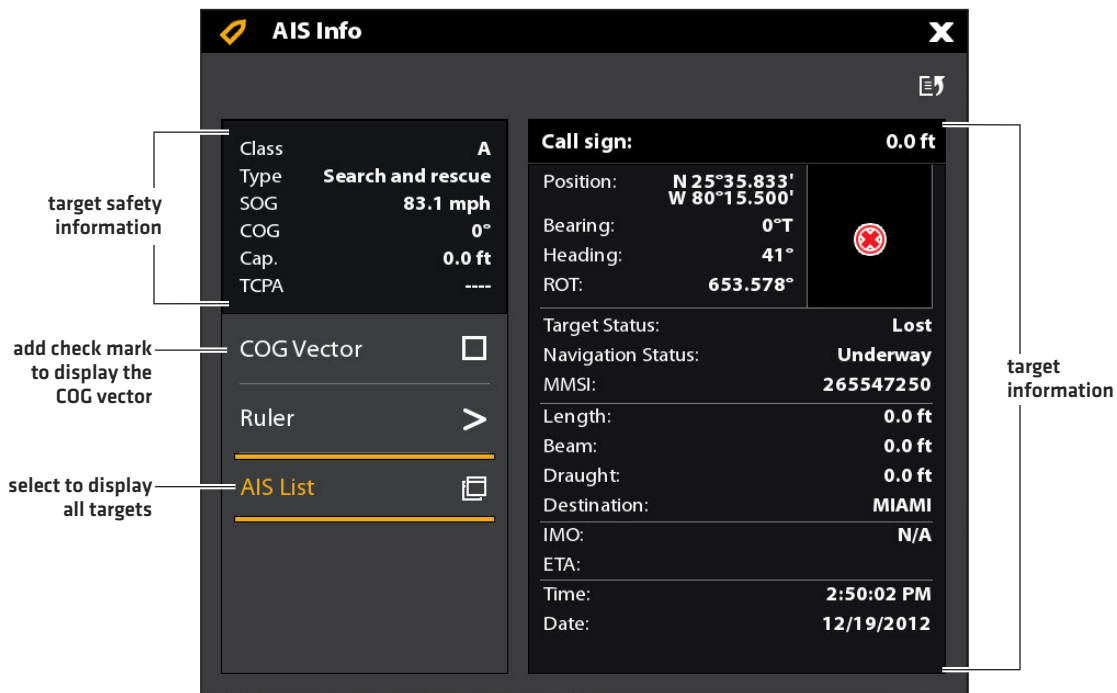 AIS Info
X
target safety
information
Class A
Type Search and rescue
SOG 83.1 mph
COG 0°
Cap. 0.0 ft
TCPA ----
add check mark
to display the
COG vector
COG Vector
Ruler >
select to display
all targets
AIS List
Call sign: 0.0 ft
Position: N 25°35.833'
W 80°15.500'
Bearing: 0°T
Heading: 41°
ROT: 653.578°
Target Status: Lost
Navigation Status: Underway
MMSI: 265547250
Length: 0.0 ft
Beam: 0.0 ft
Draught: 0.0 ft
Destination: MIAMI
IMO: N/A
ETA:
Time: 2:50:02 PM
Date: 12/19/2012
target
information